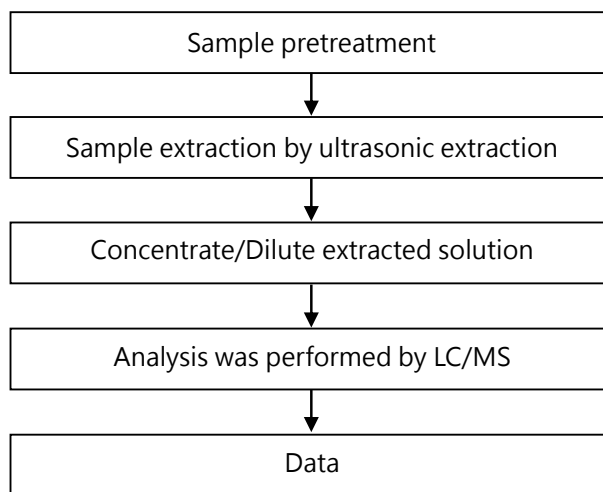 Sample pretreatment
Sample extraction by ultrasonic extraction
Concentrate/Dilute extracted solution
Analysis was performed by LC/MS
Data